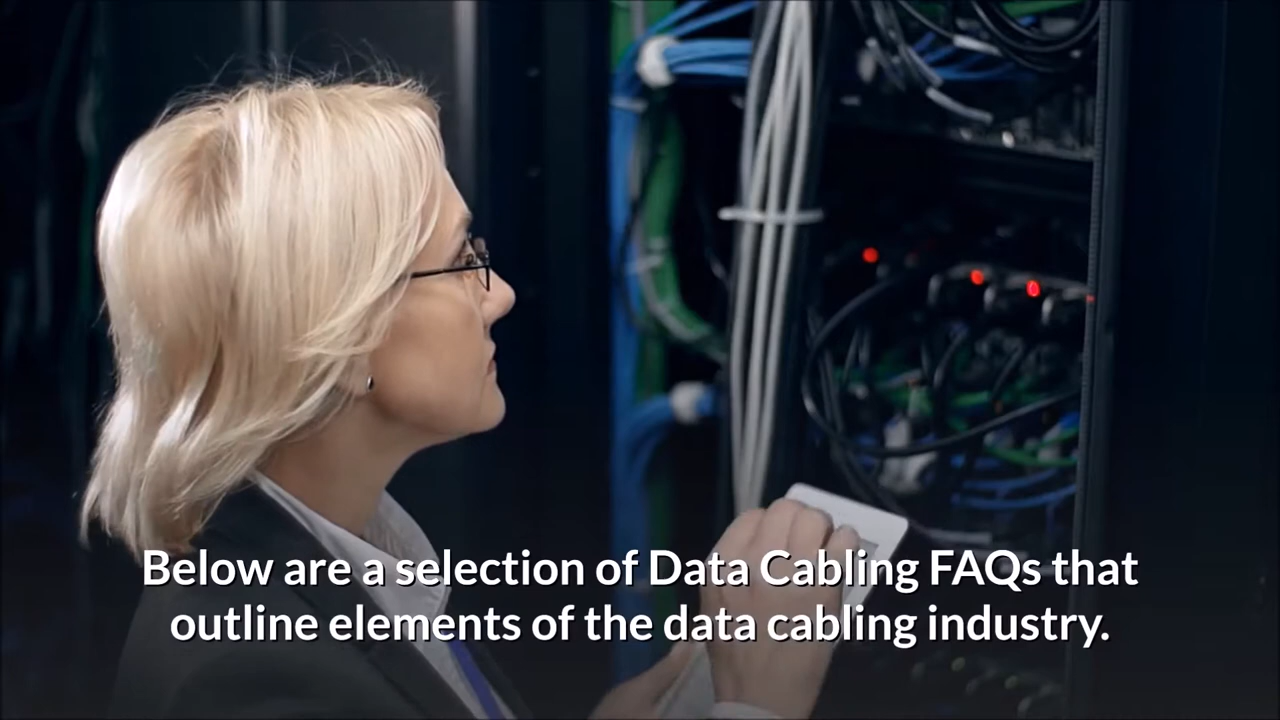 Below are a selection of Data Cabling FAQs that
outline elements of the data cabling industry.